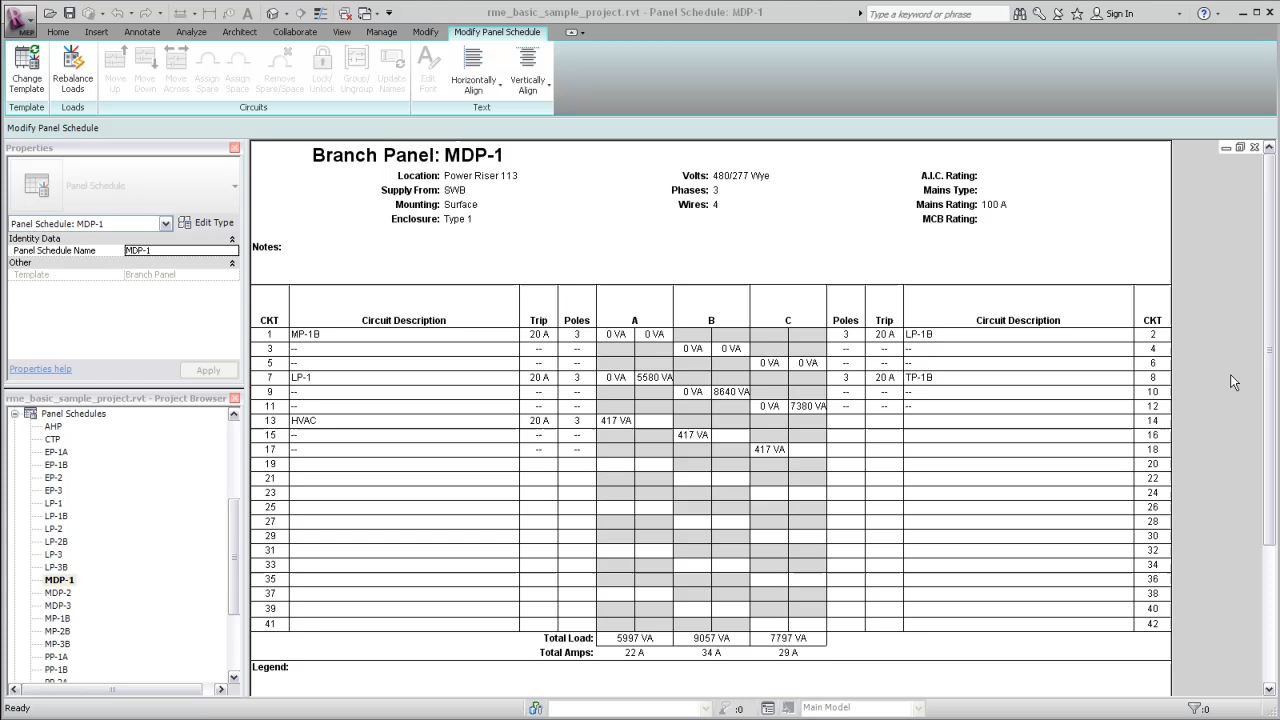 rme_basic_sample_project.rvt - Panel Schedule: MDP-1
Type a keyword or phrase
Sign In
MEP
Home Insert Annotate Analyze Architect Collaborate View Manage Modify Modify Panel Schedule
Change Template
Rebalance Loads
Move Up
Move Down
Move Across
Assign Spare
Assign Space
Remove Spare/Space
Lock/Unlock
Group/Ungroup
Update Names
Edit Font
Horizontally Align
Vertically Align
Template Loads Circuits Text
Modify Panel Schedule
Properties
Panel Schedule
Panel Schedule: MDP-1 Edit Type
Identity Data
Panel Schedule Name MDP-1
Other
Template Branch Panel
Properties help Apply
rme_basic_sample_project.rvt - Project Browser
Panel Schedules
AHP
CTP
EP-1A
EP-1B
EP-2
EP-3
LP-1
LP-1B
LP-2
LP-2B
LP-3
LP-3B
MDP-1
MDP-2
MDP-3
MP-1B
MP-2B
MP-3B
PP-1A
PP-1B
PP-2A
Branch Panel: MDP-1
Location: Power Riser 113 Volts: 480/277 Wye A.I.C. Rating:
Supply From: SWB Phases: 3 Mains Type:
Mounting: Surface Wires: 4 Mains Rating: 100 A
Enclosure: Type 1 MCB Rating:
Notes:
CKT Circuit Description Trip Poles A B C Poles Trip Circuit Description CKT
1 MP-1B 20 A 3 0 VA 0 VA 3 20 A LP-1B 2
3 -- -- -- 0 VA 0 VA -- -- -- 4
5 -- -- -- 0 VA 0 VA -- -- -- 6
7 LP-1 20 A 3 0 VA 5580 VA 3 20 A TP-1B 8
9 -- -- -- 0 VA 8640 VA -- -- -- 10
11 -- -- -- 0 VA 7380 VA -- -- -- 12
13 HVAC 20 A 3 417 VA 14
15 -- -- -- 417 VA 16
17 -- -- -- 417 VA 18
19 20
21 22
23 24
25 26
27 28
29 30
31 32
33 34
35 36
37 38
39 40
41 42
Total Load: 5997 VA 9057 VA 7797 VA
Total Amps: 22 A 34 A 29 A
Legend:
Ready :0 Main Model :0